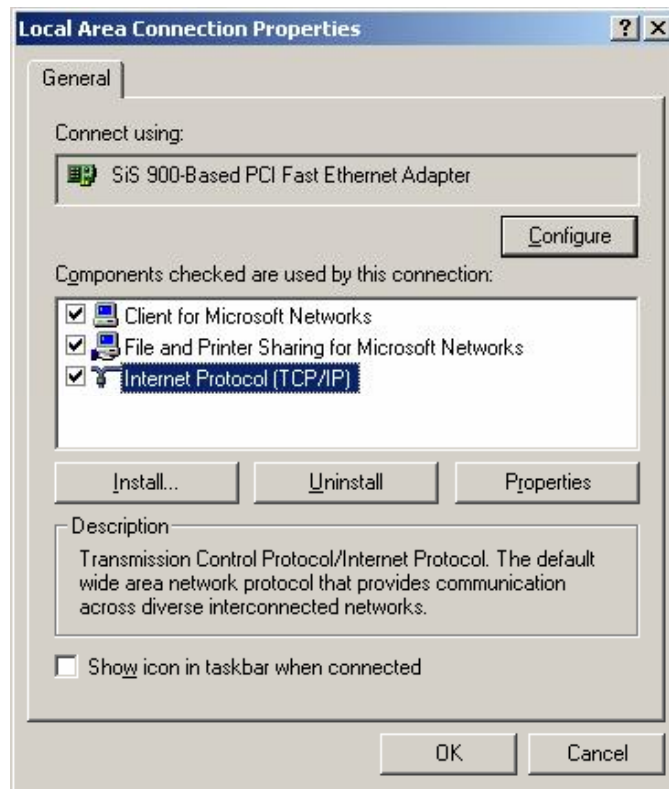 Local Area Connection Properties
General
Connect using:
SiS 900-Based PCI Fast Ethernet Adapter
Configure
Components checked are used by this connection:
Client for Microsoft Networks
File and Printer Sharing for Microsoft Networks
Internet Protocol (TCP/IP)
Install... Uninstall Properties
Description
Transmission Control Protocol/Internet Protocol. The default
wide area network protocol that provides communication
across diverse interconnected networks.
Show icon in taskbar when connected
OK Cancel